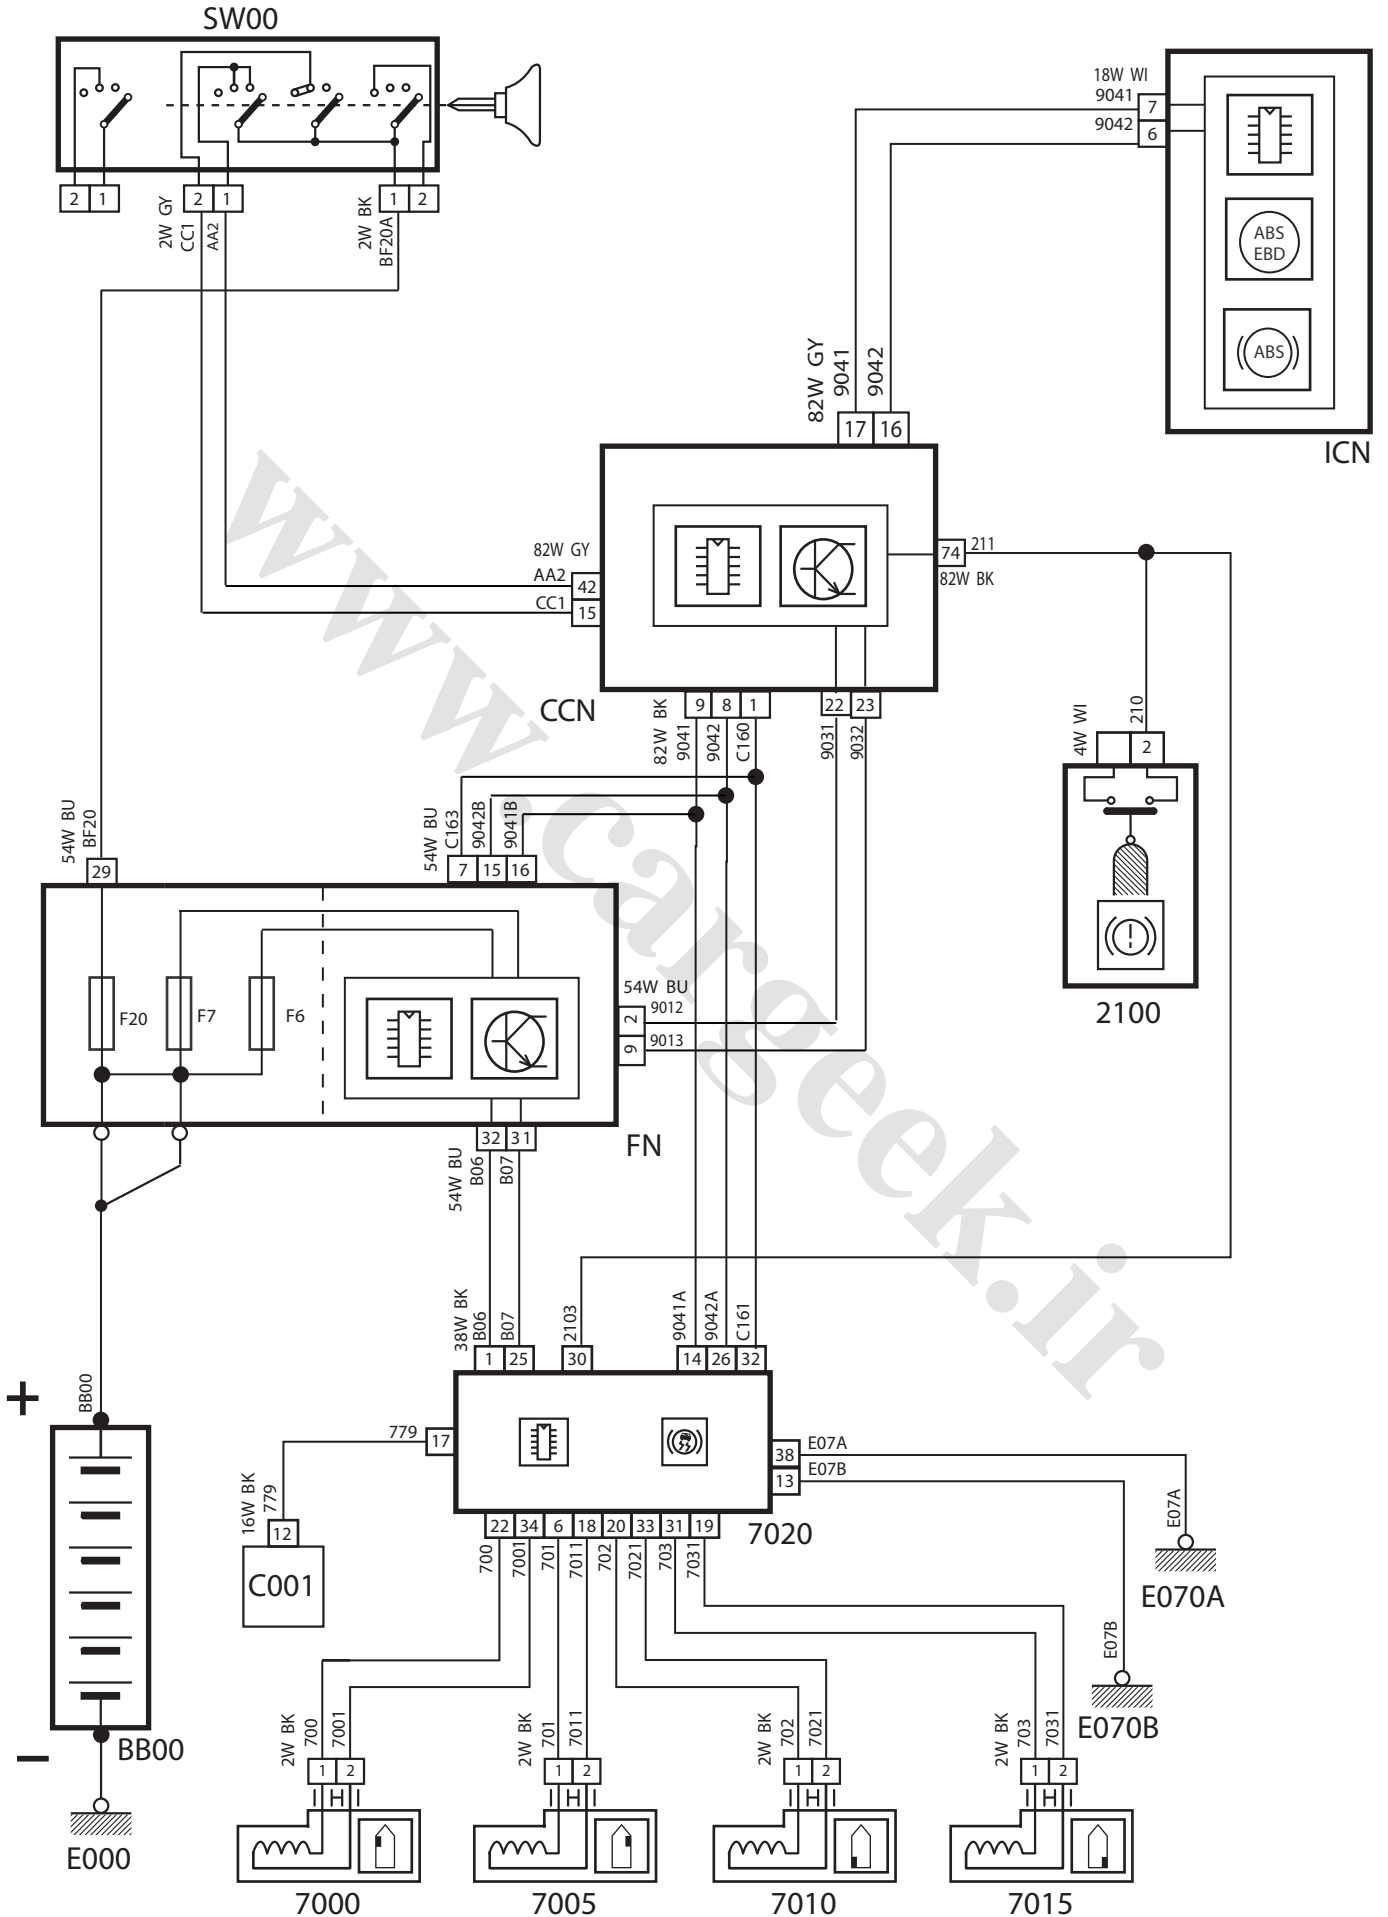 SW00
2 1
2 1
1 2
2W GY
CC1
AA2
2W BK
BF20A
18W WI
9041
7
9042
6
ABS
EBD
ABS
ICN
82W GY
9041
9042
17 16
82W GY
AA2
42
CC1
15
74
211
82W BK
CCN
9 8 1
22 23
82W BK
9041
9042
C160
9031
9032
4W WI
210
2
2100
54W BU
BF20
29
54W BU
C163
9042B
9041B
7 15 16
F20
F7
F6
54W BU
2
9012
9
9013
FN
32 31
54W BU
B06
B07
38W BK
B06
B07
2103
9041A
9042A
C161
1 25
30
14 26 32
779
17
38
E07A
13
E07B
7020
22 34 6 18 20 33 31 19
700
7001
701
7011
702
7021
703
7031
16W BK
779
12
C001
E07A
E070A
E07B
E070B
+
BB00
−
BB00
E000
2W BK
700
7001
1 2
7000
2W BK
701
7011
1 2
7005
2W BK
702
7021
1 2
7010
2W BK
703
7031
1 2
7015
www.cargeek.ir